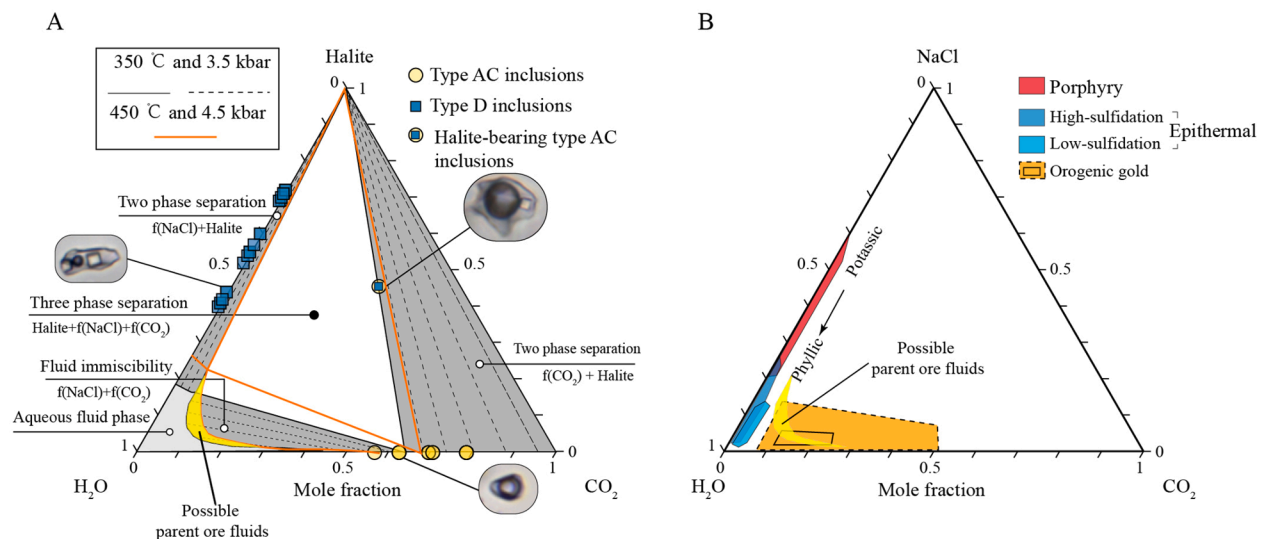 A
350 ℃ and 3.5 kbar
450 ℃ and 4.5 kbar
Halite
0
1
Type AC inclusions
Type D inclusions
Halite-bearing type AC
inclusions
Two phase separation
f(NaCl)+Halite
0.5
0.5
Three phase separation
Halite+f(NaCl)+f(CO₂)
Two phase separation
f(CO₂) + Halite
Fluid immiscibility
f(NaCl)+f(CO₂)
Aqueous fluid phase
1
0
0
0.5
1
H₂O
Mole fraction
CO₂
Possible
parent ore fluids
B
NaCl
0
1
Porphyry
High-sulfidation
Low-sulfidation
Epithermal
Orogenic gold
0.5
0.5
Potassic
Phyllic
Possible
parent ore fluids
1
0
0
0.5
1
H₂O
Mole fraction
CO₂